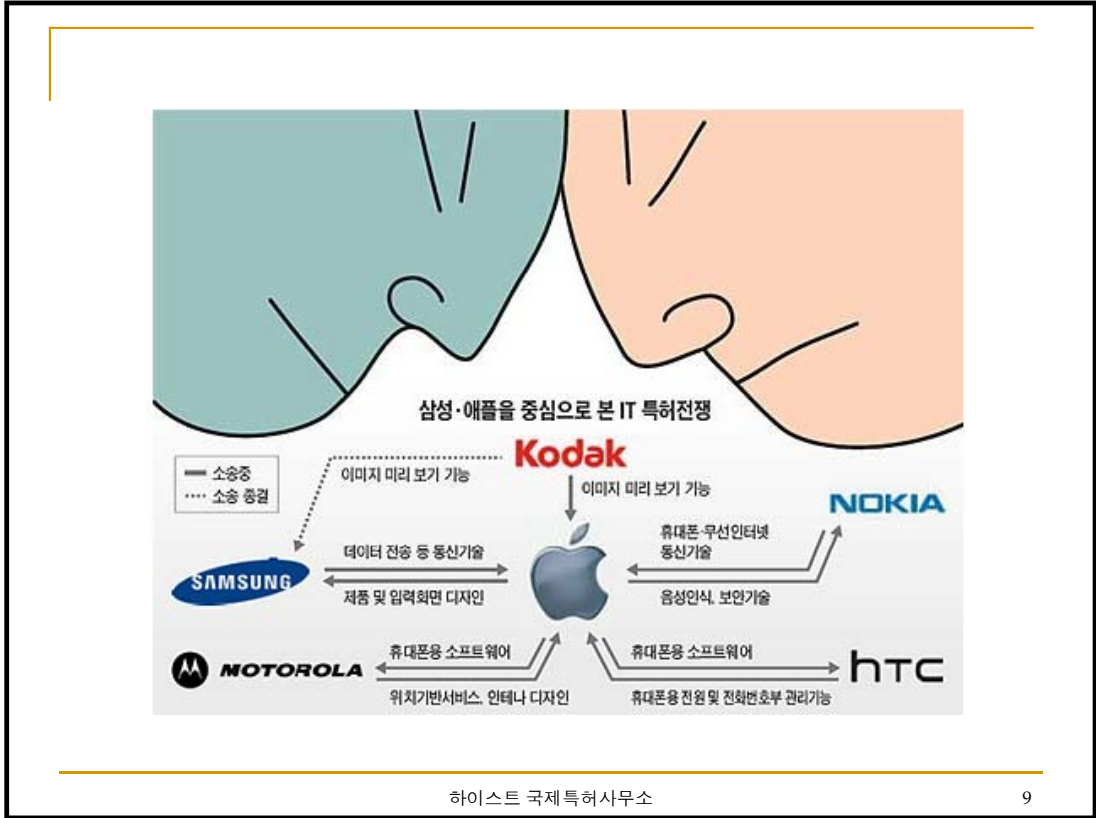 삼성·애플을 중심으로 본 IT 특허전쟁
소송중
소송 종결
Kodak
이미지 미리 보기 기능
이미지 미리 보기 기능
NOKIA
휴대폰·무선인터넷
통신기술
음성인식, 보안기술
SAMSUNG
데이터 전송 등 통신기술
제품 및 입력화면 디자인
MOTOROLA
휴대폰용 소프트웨어
위치기반서비스, 안테나 디자인
휴대폰용 소프트웨어
휴대폰용 전원 및 전화번호부 관리기능
hTC
하이스트 국제특허사무소
9